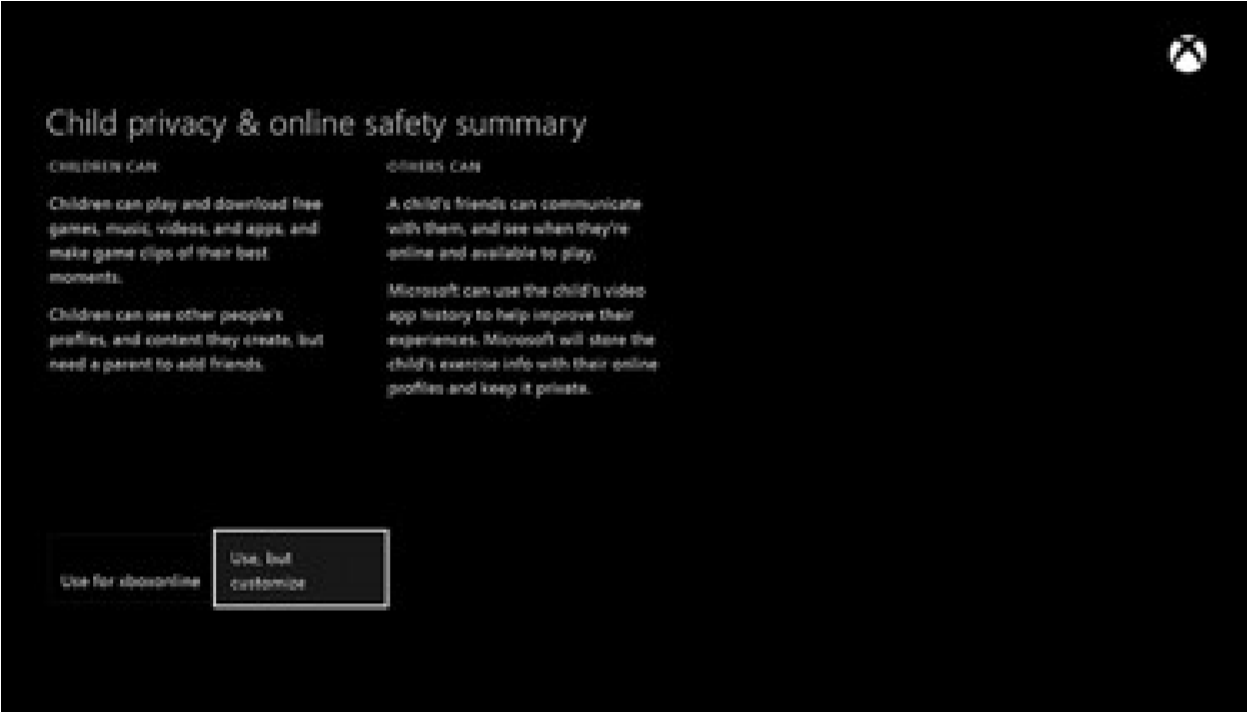 Child privacy & online safety summary
CHILDREN CAN
Children can play and download free
games, music, videos, and apps, and
make game clips of their best
moments.
Children can see other people's
profiles, and content they create, but
need a parent to add friends.
OTHERS CAN
A child's friends can communicate
with them, and see when they're
online and available to play.
Microsoft can use the child's video
app history to help improve their
experiences. Microsoft will store the
child's exercise info with their online
profiles and keep it private.
Use for xboxonline
Use, but
customize